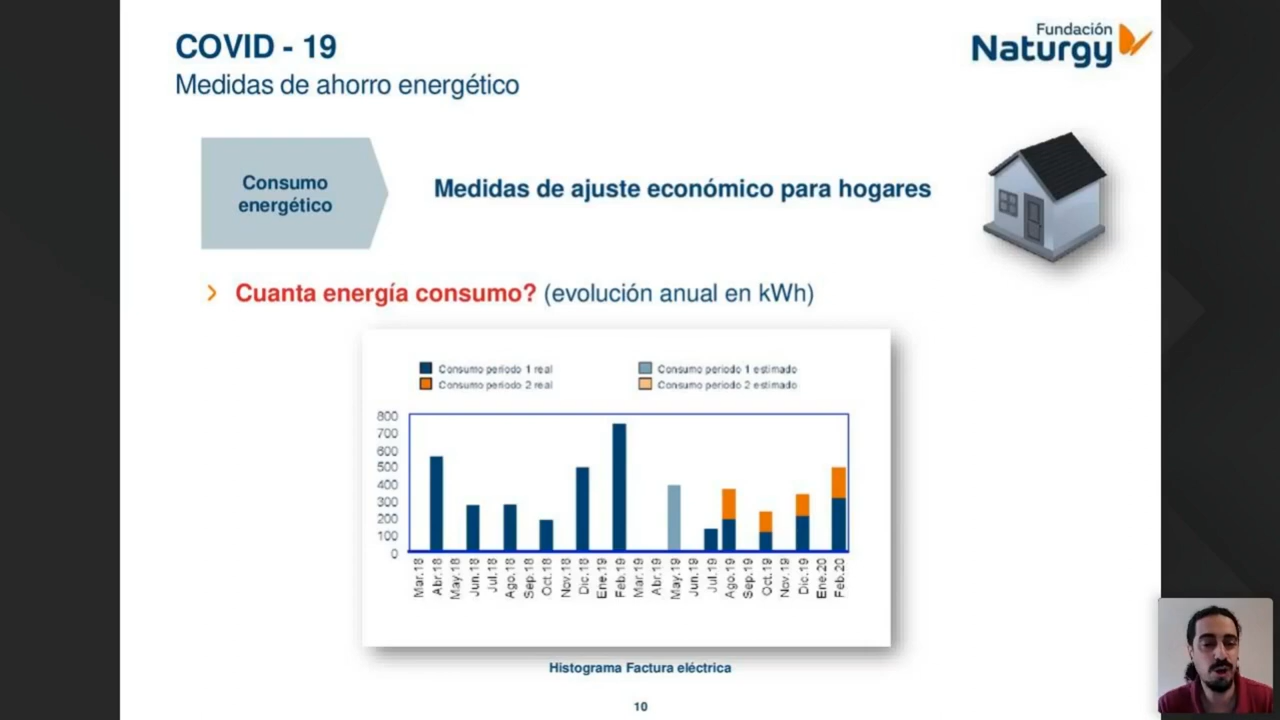 COVID - 19
Medidas de ahorro energético
Fundación
Naturgy
Consumo
energético
Medidas de ajuste económico para hogares
Cuanta energía consumo? (evolución anual en kWh)
Consumo periodo 1 real
Consumo periodo 1 estimado
Consumo periodo 2 real
Consumo periodo 2 estimado
800
700
600
500
400
300
200
100
0
Mar.18
Abr.18
May.18
Jun.18
Jul.18
Ago.18
Sep.18
Oct.18
Nov.18
Dic.18
Ene.19
Feb.19
Mar.19
Abr.19
May.19
Jun.19
Jul.19
Ago.19
Sep.19
Oct.19
Nov.19
Dic.19
Ene.20
Feb.20
Histograma Factura eléctrica
10